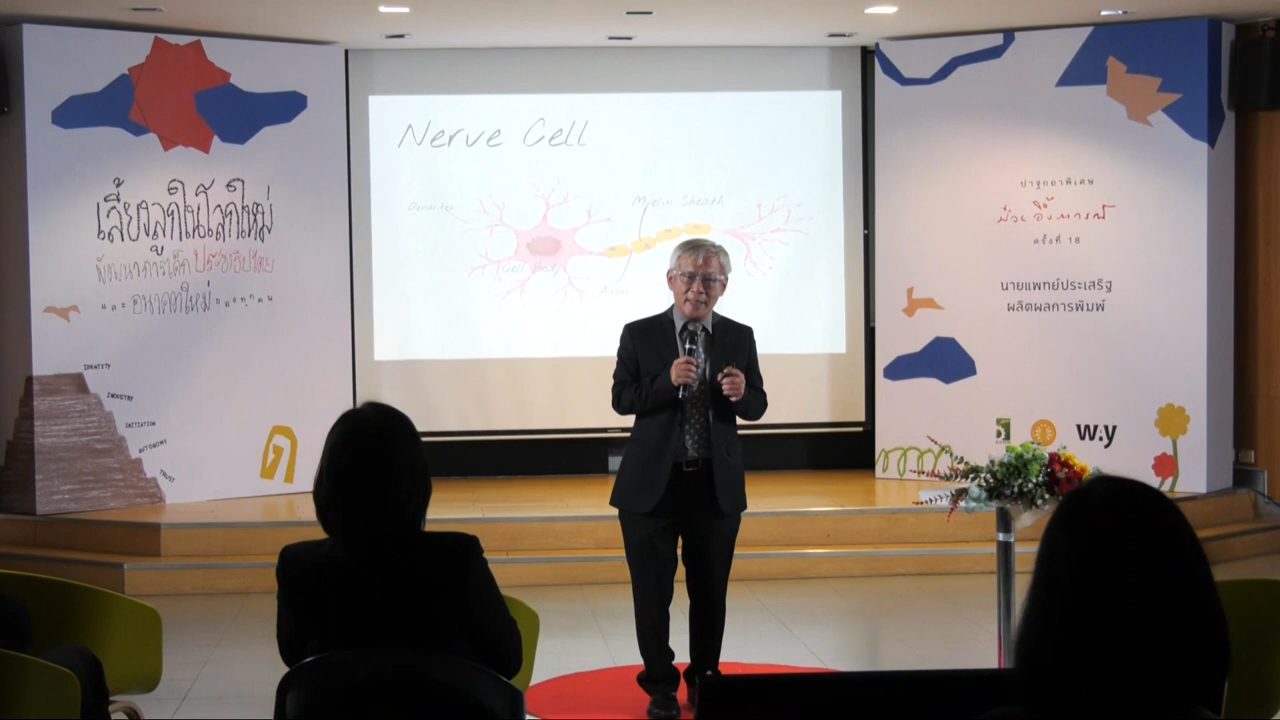 เลี้ยงลูกในโลกใหม่
พัฒนาการเด็ก ประชาธิปไตย
และ อนาคตใหม่ ของทุกคน
IDENTITY
INDUSTRY
INITIATION
AUTONOMY
TRUST
Nerve Cell
Dendrites
Myelin Sheath
Cell Body
Axon
ปาฐกถาพิเศษ
ป๋วย อึ๊งภากรณ์
ครั้งที่ 18
นายแพทย์ประเสริฐ
ผลิตผลการพิมพ์
way